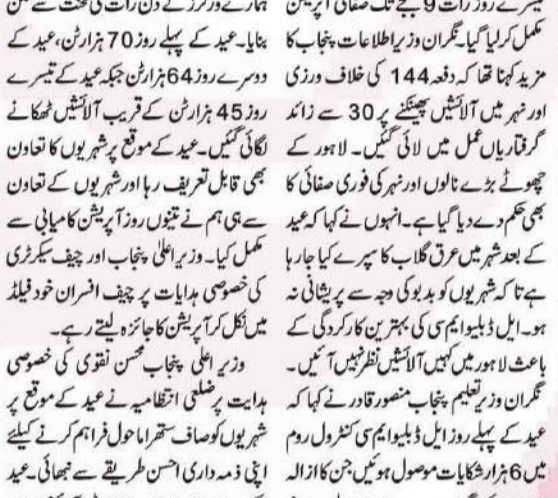 تیسرے روز رات 9 بجے تک صفائی آپریشن
مکمل کرلیا گیا۔ نگران وزیر اطلاعات پنجاب کا
مزید کہنا تھا کہ دفعہ 144 کی خلاف ورزی
اور نہر میں آلائشیں پھینکنے پر 30 سے زائد
گرفتاریاں عمل میں لائی گئیں۔ لاہور کے
چھوٹے بڑے نالوں اور نہر کی فوری صفائی کا
بھی حکم دے دیا گیا ہے۔ انہوں نے کہا کہ عید
کے بعد شہر میں عرق گلاب کا سپرے کیا جا رہا
ہے تا کہ شہریوں کو بدبو کی وجہ سے پریشانی نہ
ہو۔ ایل ڈبلیو ایم سی کی بہترین کارکردگی کے
باعث لاہور میں کہیں آلائشیں نظر نہیں آئیں۔
نگران وزیر تعلیم پنجاب منصور قادر نے کہا کہ
عید کے پہلے روز ایل ڈبلیو ایم سی کنٹرول روم
میں 6 ہزار شکایات موصول ہوئیں جن کا ازالہ
ہمارے ورکرز نے دن رات کی محنت سے
بنایا۔ عید کے پہلے روز 70 ہزار ٹن، عید کے
دوسرے روز 64 ہزار ٹن جبکہ عید کے تیسرے
روز 45 ہزار ٹن کے قریب آلائشیں ٹھکانے
لگائی گئیں۔ عید کے موقع پر شہریوں کا تعاون
بھی قابل تعریف رہا اور شہریوں کے تعاون
سے ہی ہم نے تینوں روز آپریشن کامیابی سے
مکمل کیا۔ وزیر اعلیٰ پنجاب اور چیف سیکرٹری
کی خصوصی ہدایات پر چیف افسران خود فیلڈ
میں نکل کر آپریشن کا جائزہ لیتے رہے۔
وزیر اعلی پنجاب محسن نقوی کی خصوصی
ہدایت پر ضلعی انتظامیہ نے عید کے موقع پر
شہریوں کو صاف ستھرا ماحول فراہم کرنے کیلئے
اپنی ذمہ داری احسن طریقے سے نبھائی۔ عید